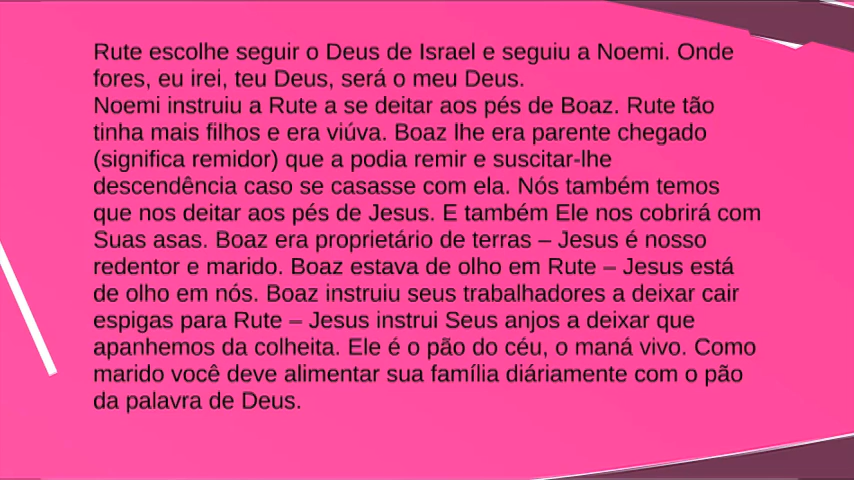 Rute escolhe seguir o Deus de Israel e seguiu a Noemi. Onde
fores, eu irei, teu Deus, será o meu Deus.
Noemi instruiu a Rute a se deitar aos pés de Boaz. Rute tão
tinha mais filhos e era viúva. Boaz lhe era parente chegado
(significa remidor) que a podia remir e suscitar-lhe
descendência caso se casasse com ela. Nós também temos
que nos deitar aos pés de Jesus. E também Ele nos cobrirá com
Suas asas. Boaz era proprietário de terras – Jesus é nosso
redentor e marido. Boaz estava de olho em Rute – Jesus está
de olho em nós. Boaz instruiu seus trabalhadores a deixar cair
espigas para Rute – Jesus instrui Seus anjos a deixar que
apanhemos da colheita. Ele é o pão do céu, o maná vivo. Como
marido você deve alimentar sua família diáriamente com o pão
da palavra de Deus.